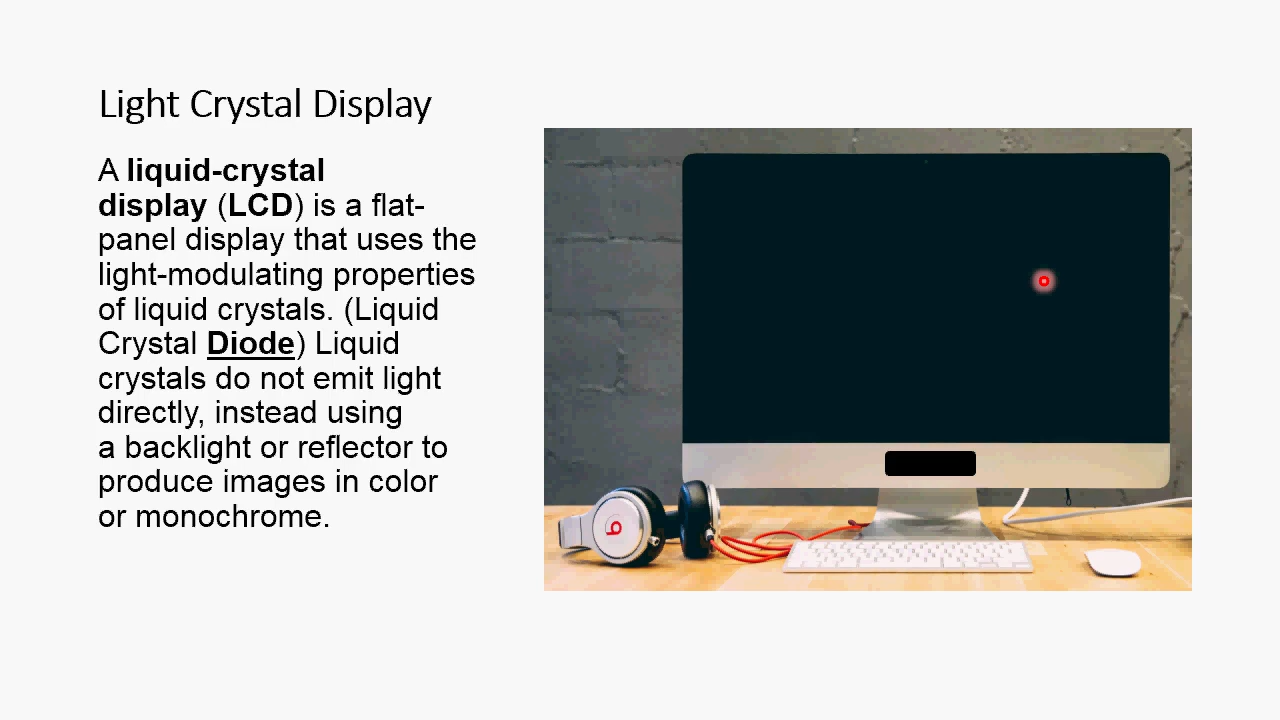 Light Crystal Display
A liquid-crystal
display (LCD) is a flat-
panel display that uses the
light-modulating properties
of liquid crystals. (Liquid
Crystal Diode) Liquid
crystals do not emit light
directly, instead using
a backlight or reflector to
produce images in color
or monochrome.